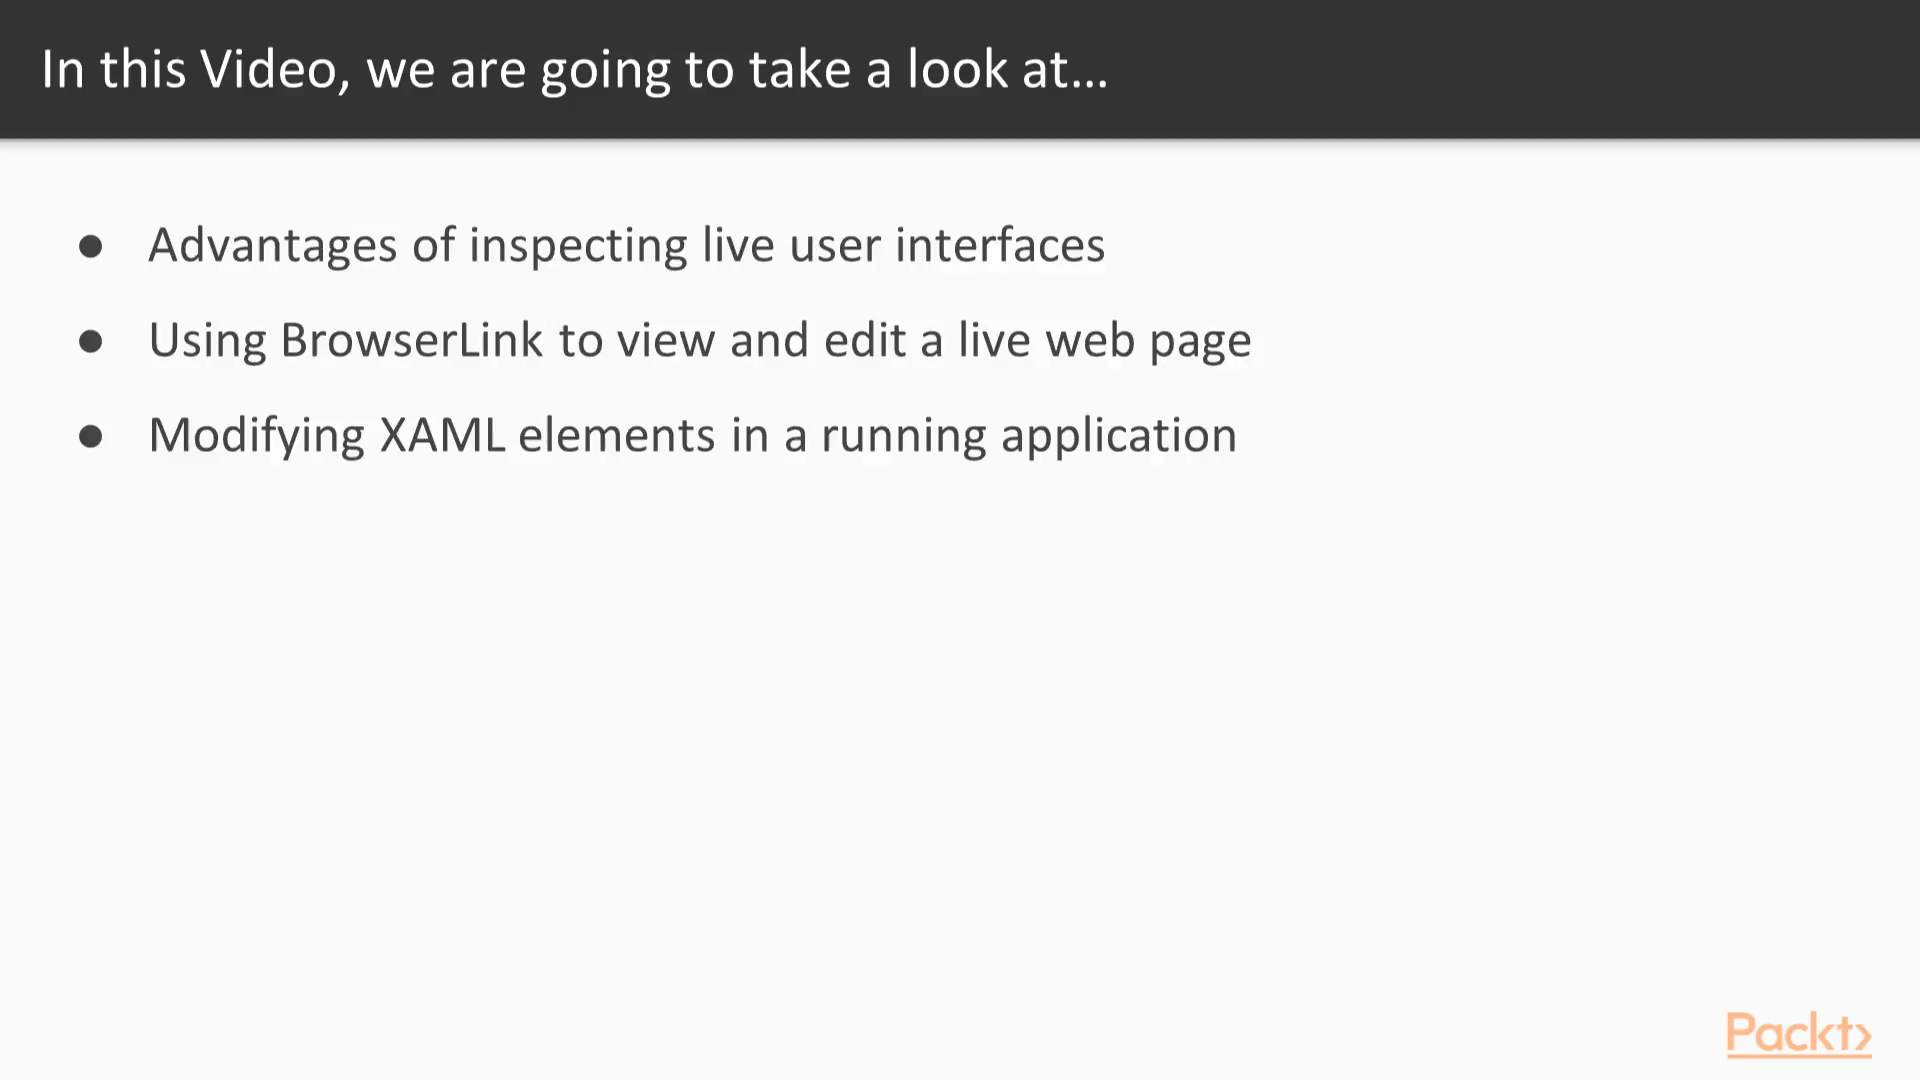 In this Video, we are going to take a look at...
● Advantages of inspecting live user interfaces
● Using BrowserLink to view and edit a live web page
● Modifying XAML elements in a running application
Packt>